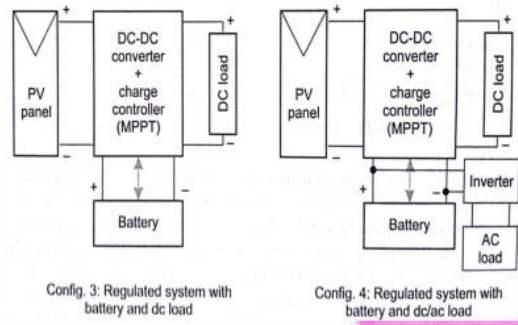 +
+
DC-DC
converter
+
charge
controller
(MPPT)
PV
panel
DC load
−
−
+
−
Battery
Config. 3: Regulated system with
battery and dc load
+
+
DC-DC
converter
+
charge
controller
(MPPT)
PV
panel
DC load
−
−
+
−
Inverter
Battery
AC
load
Config. 4: Regulated system with
battery and dc/ac load